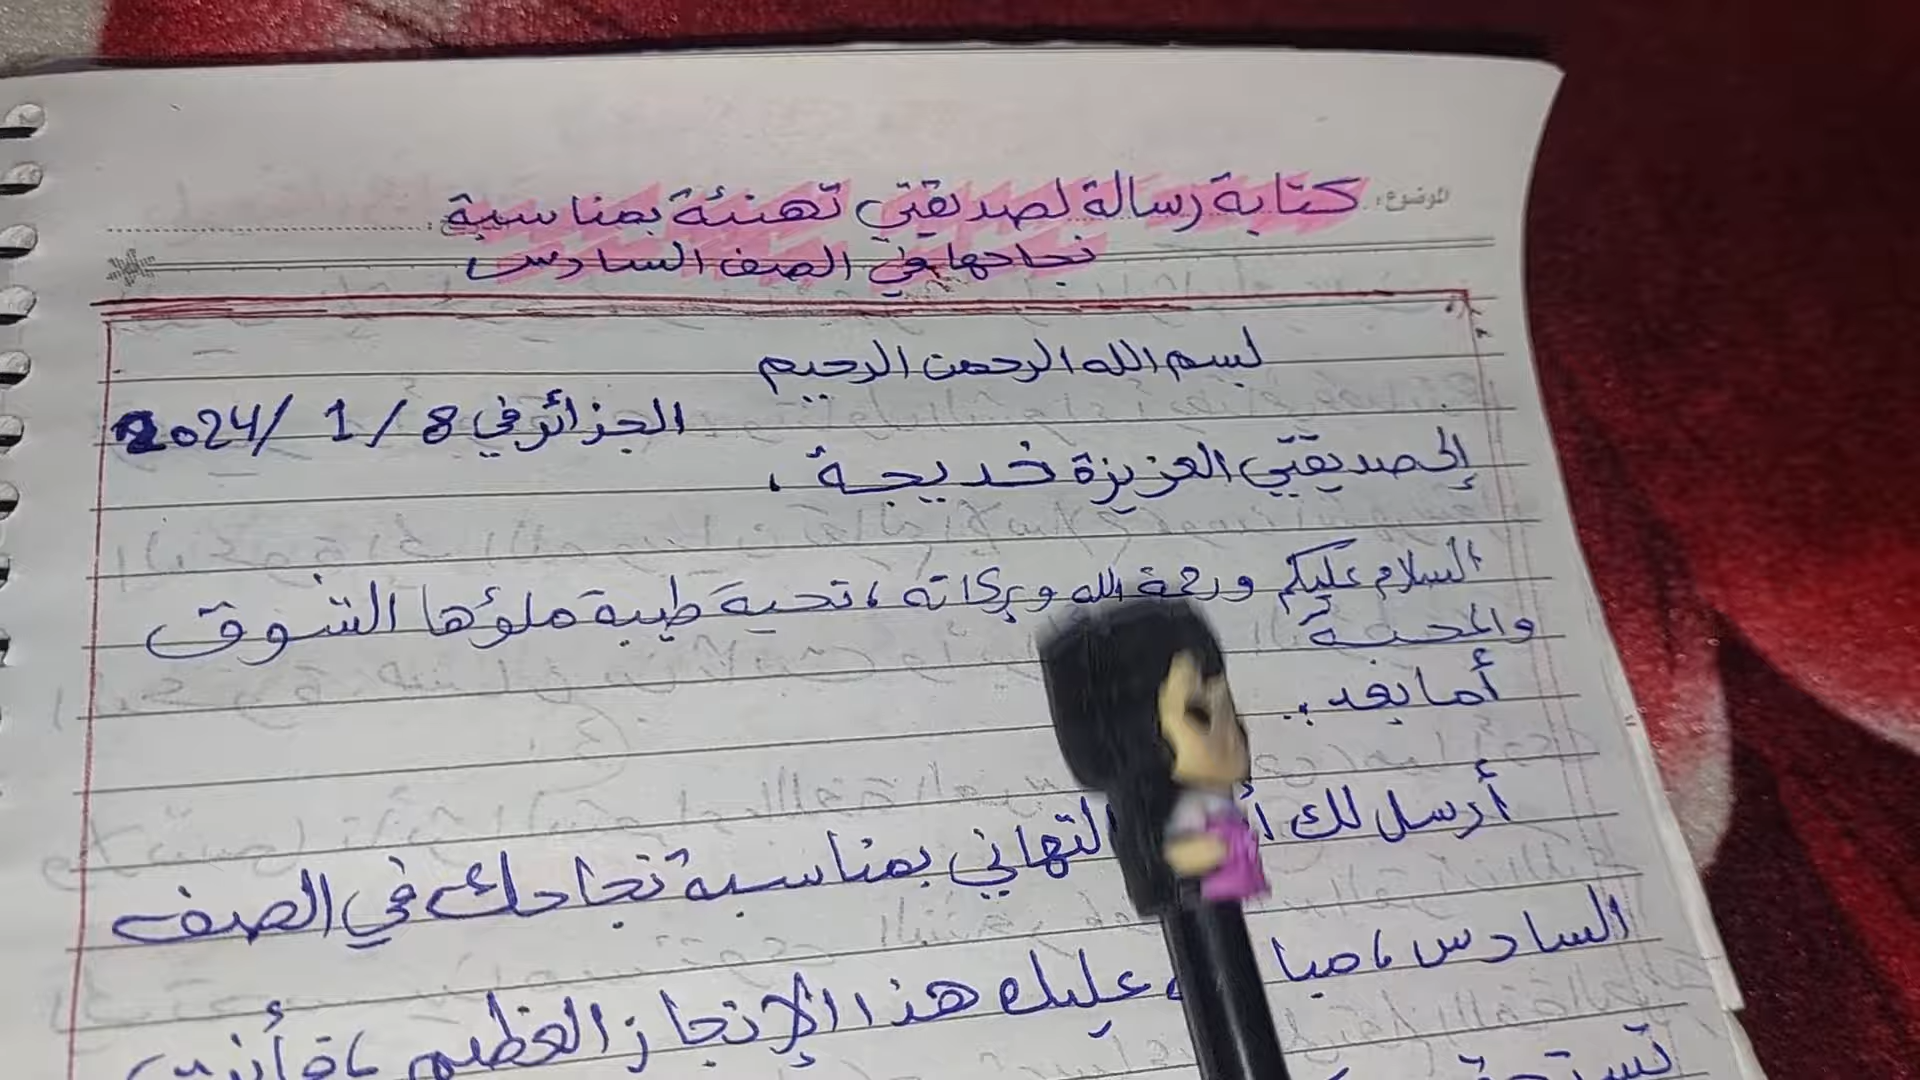 الموضوع:
كتابة رسالة لصديقتي تهنئة بمناسبة
نجاحها في الصف السادس
بسم الله الرحمن الرحيم
الجزائر في 8 / 1 / 2024
إلى صديقتي العزيزة خديجة،
السلام عليكم ورحمة الله وبركاته، تحية طيبة ملؤها الشوق
والمحبة
أما بعد..
أرسل لك التهاني بمناسبة نجاحك في الصف
السادس، عليك هذا الإنجاز العظيم، فأنت